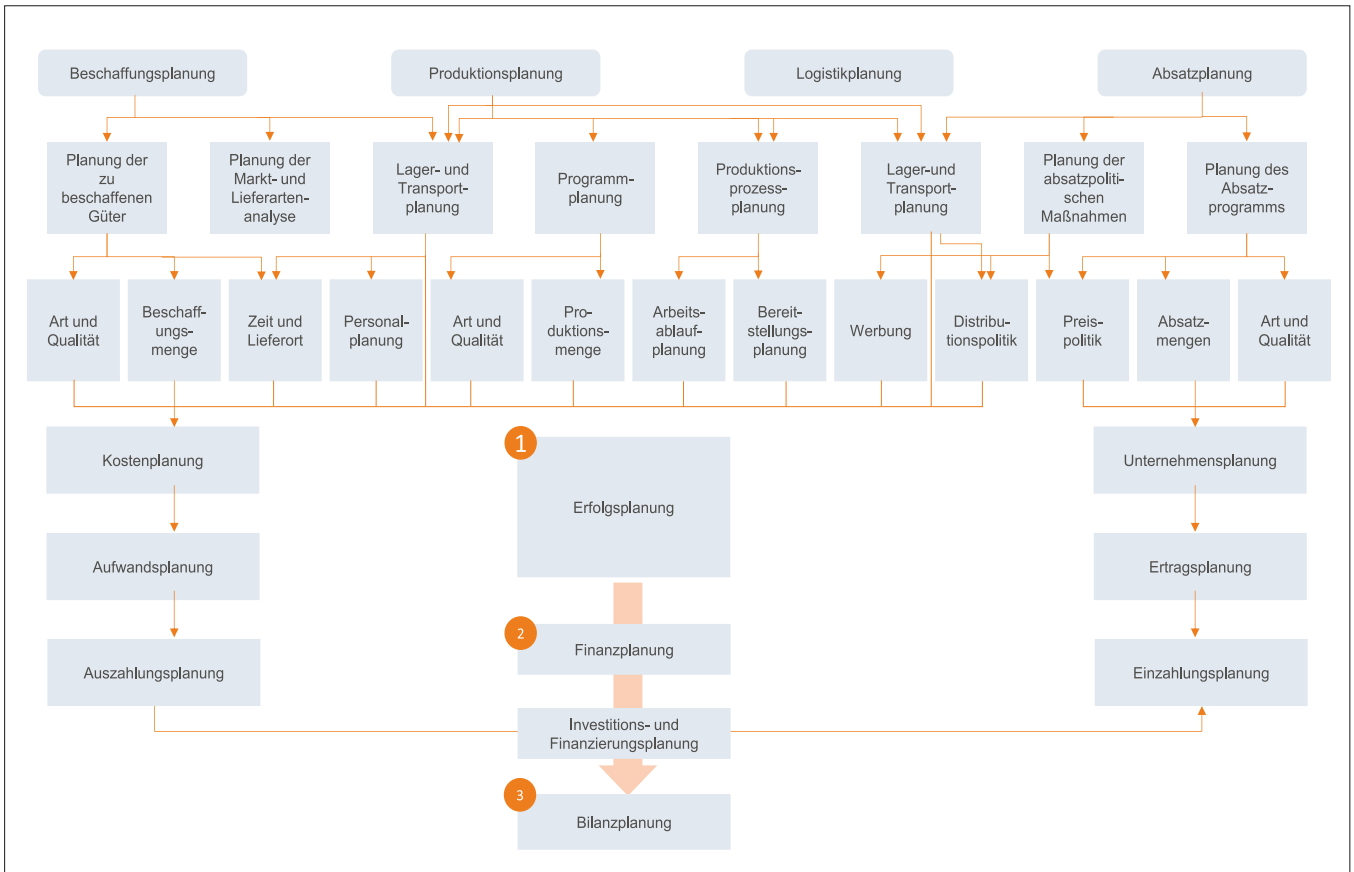 Beschaffungsplanung
Produktionsplanung
Logistikplanung
Absatzplanung
Planung der
zu
beschaffenen
Güter
Planung der
Markt- und
Lieferarten-
analyse
Lager- und
Transport-
planung
Programm-
planung
Produktions-
prozess-
planung
Lager-und
Transport-
planung
Planung der
absatzpoliti-
schen
Maßnahmen
Planung des
Absatz-
programms
Art und
Qualität
Beschaff-
ungs-
menge
Zeit und
Lieferort
Personal-
planung
Art und
Qualität
Pro-
duktions-
menge
Arbeits-
ablauf-
planung
Bereit-
stellungs-
planung
Werbung
Distribu-
tionspolitik
Preis-
politik
Absatz-
mengen
Art und
Qualität
Kostenplanung
1
Erfolgsplanung
Unternehmensplanung
Aufwandsplanung
Ertragsplanung
2
Finanzplanung
Auszahlungsplanung
Einzahlungsplanung
Investitions- und
Finanzierungsplanung
3
Bilanzplanung